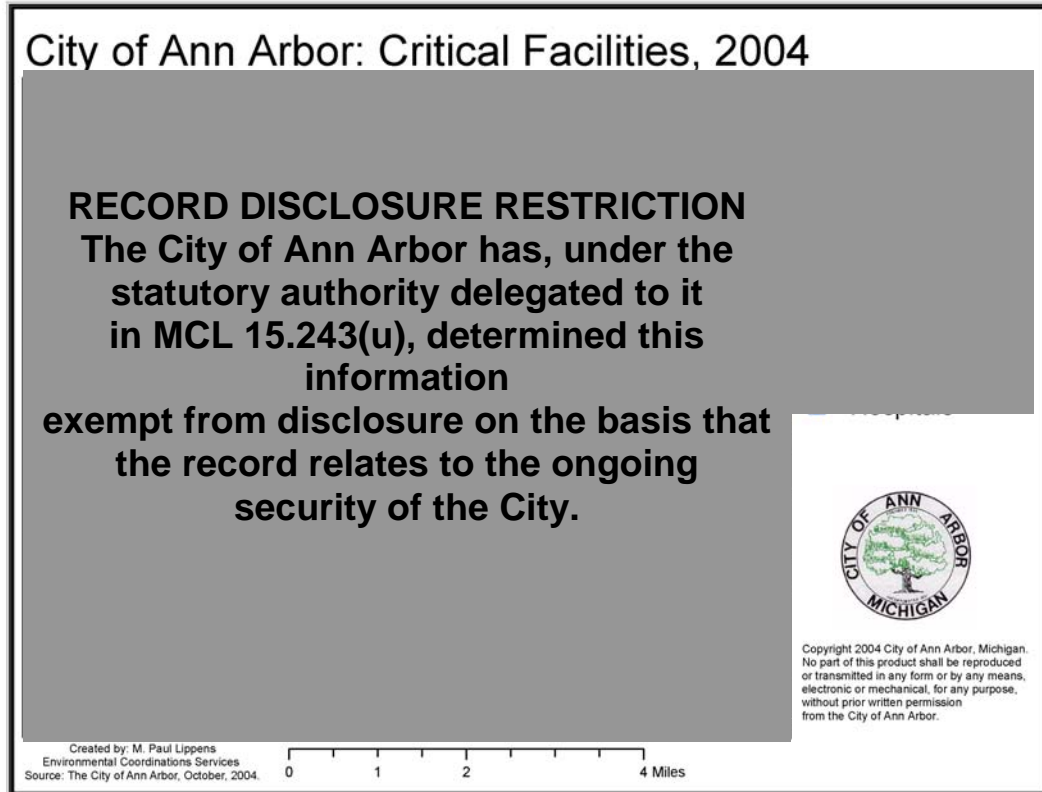 City of Ann Arbor: Critical Facilities, 2004
RECORD DISCLOSURE RESTRICTION
The City of Ann Arbor has, under the
statutory authority delegated to it
in MCL 15.243(u), determined this
information
exempt from disclosure on the basis that
the record relates to the ongoing
security of the City.
Hospitals
CITY OF ANN ARBOR
MICHIGAN
Copyright 2004 City of Ann Arbor, Michigan.
No part of this product shall be reproduced
or transmitted in any form or by any means,
electronic or mechanical, for any purpose,
without prior written permission
from the City of Ann Arbor.
Created by: M. Paul Lippens
Environmental Coordinations Services
Source: The City of Ann Arbor, October, 2004.
0 1 2 4 Miles